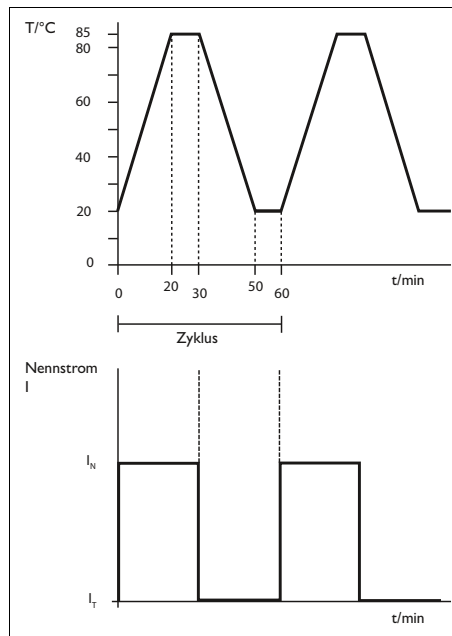 T/°C
85
80
60
40
20
0
t/min
0 20 30 50 60
Zyklus
Nennstrom
I
I_N
I_T
t/min